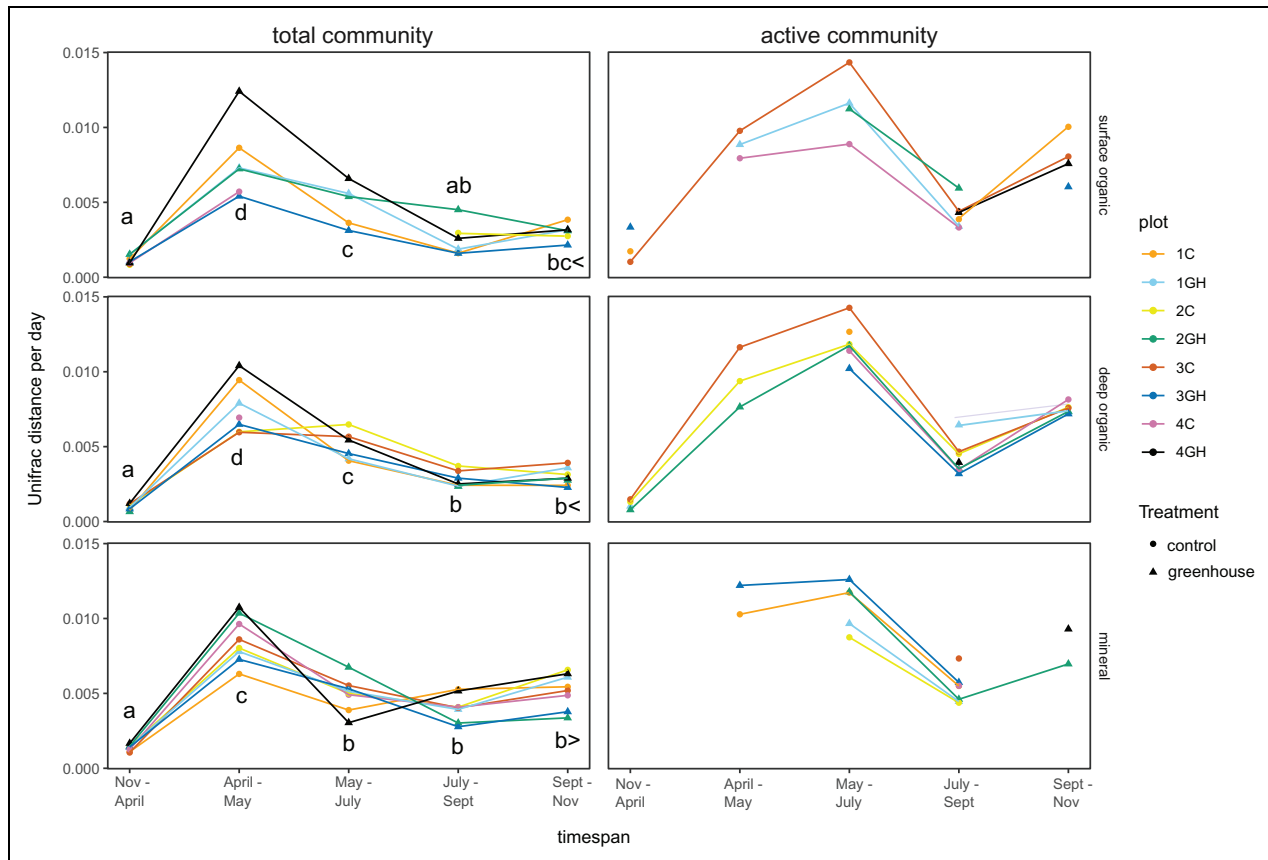 total community
active community
Unifrac distance per day
0.015
0.010
0.005
0.000
a
d
c
ab
bc<
surface organic
0.015
0.010
0.005
0.000
a
d
c
b
b<
deep organic
0.015
0.010
0.005
0.000
a
c
b
b
b>
mineral
Nov -
April
April -
May
May -
July
July -
Sept
Sept -
Nov
Nov -
April
April -
May
May -
July
July -
Sept
Sept -
Nov
timespan
plot
1C
1GH
2C
2GH
3C
3GH
4C
4GH
Treatment
control
greenhouse